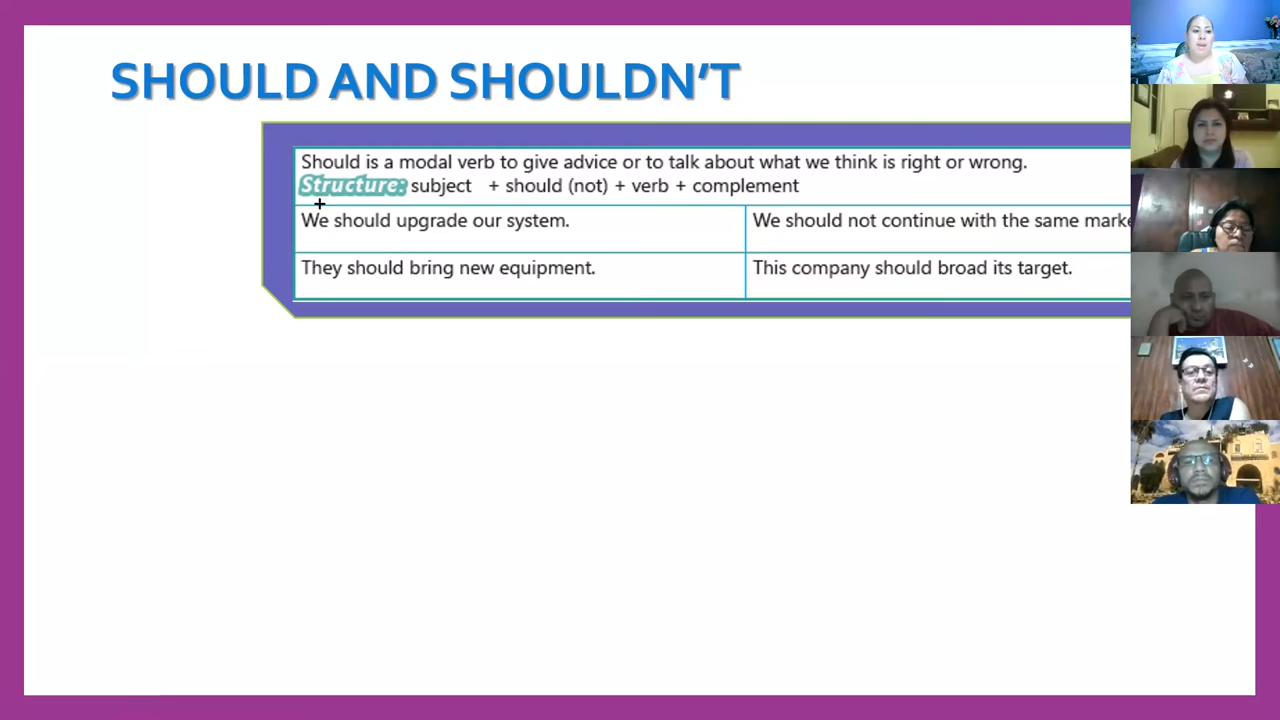 SHOULD AND SHOULDN'T
Should is a modal verb to give advice or to talk about what we think is right or wrong.
Structure: subject + should (not) + verb + complement
We should upgrade our system.
We should not continue with the same
They should bring new equipment.
This company should broad its target.